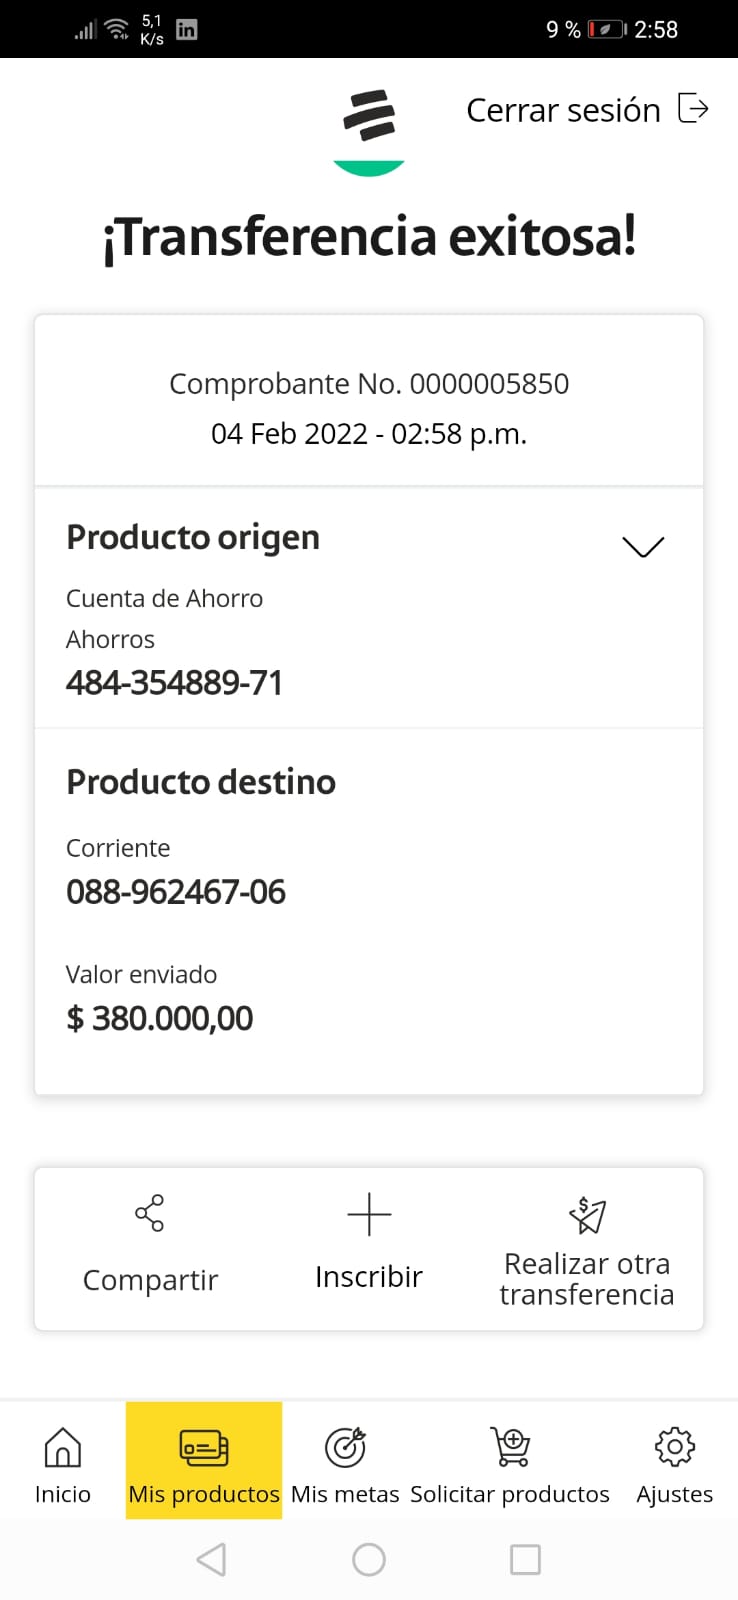 5,1
K/s
in
9 %
2:58
Cerrar sesión
¡Transferencia exitosa!
Comprobante No. 0000005850
04 Feb 2022 - 02:58 p.m.
Producto origen
Cuenta de Ahorro
Ahorros
484-354889-71
Producto destino
Corriente
088-962467-06
Valor enviado
$ 380.000,00
Compartir
Inscribir
Realizar otra
transferencia
Inicio
Mis productos
Mis metas
Solicitar productos
Ajustes